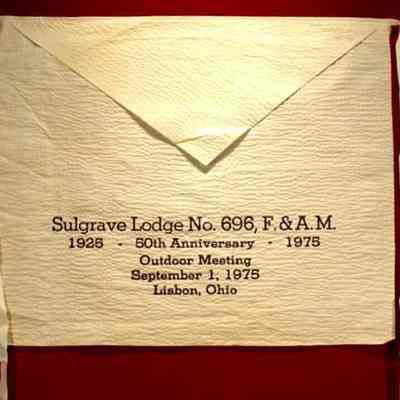 Sulgrave Lodge No. 696, F. & A. M.
1925 - 50th Anniversary - 1975
Outdoor Meeting
September 1, 1975
Lisbon, Ohio